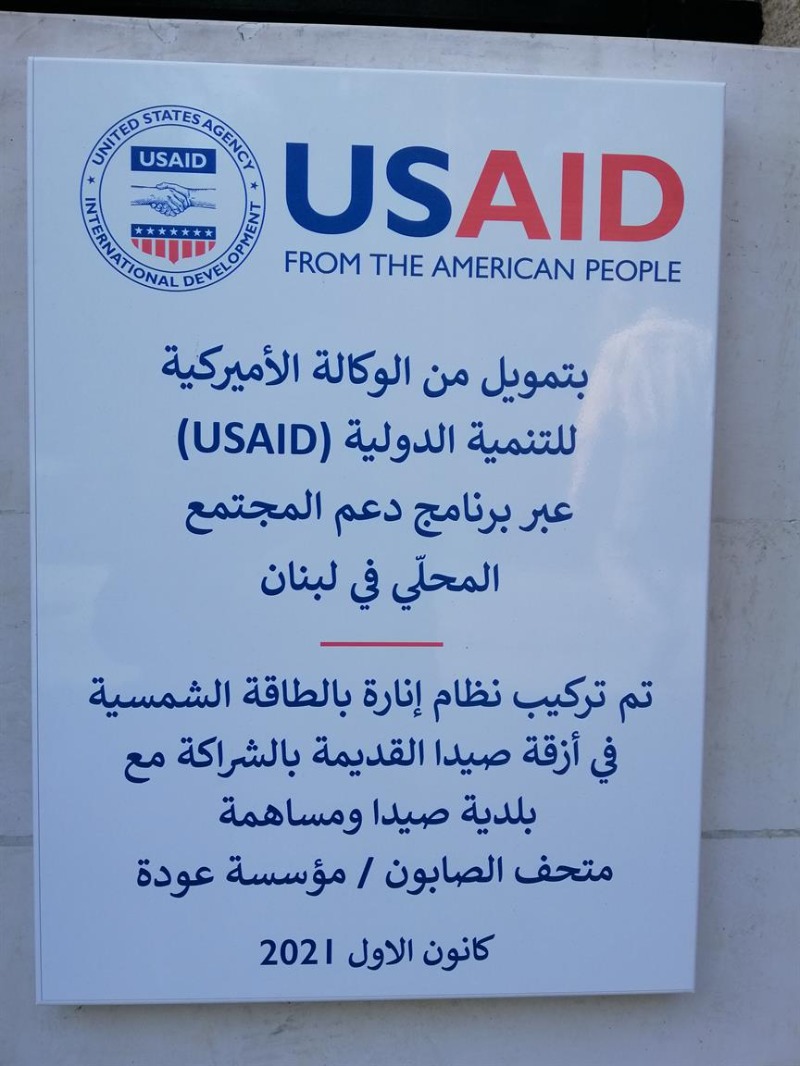 UNITED STATES AGENCY
USAID
INTERNATIONAL DEVELOPMENT
USAID
FROM THE AMERICAN PEOPLE
بتمويل من الوكالة الأميركية
للتنمية الدولية (USAID)
عبر برنامج دعم المجتمع
المحلّي في لبنان
تم تركيب نظام إنارة بالطاقة الشمسية
في أزقة صيدا القديمة بالشراكة مع
بلدية صيدا ومساهمة
متحف الصابون / مؤسسة عودة
كانون الاول 2021